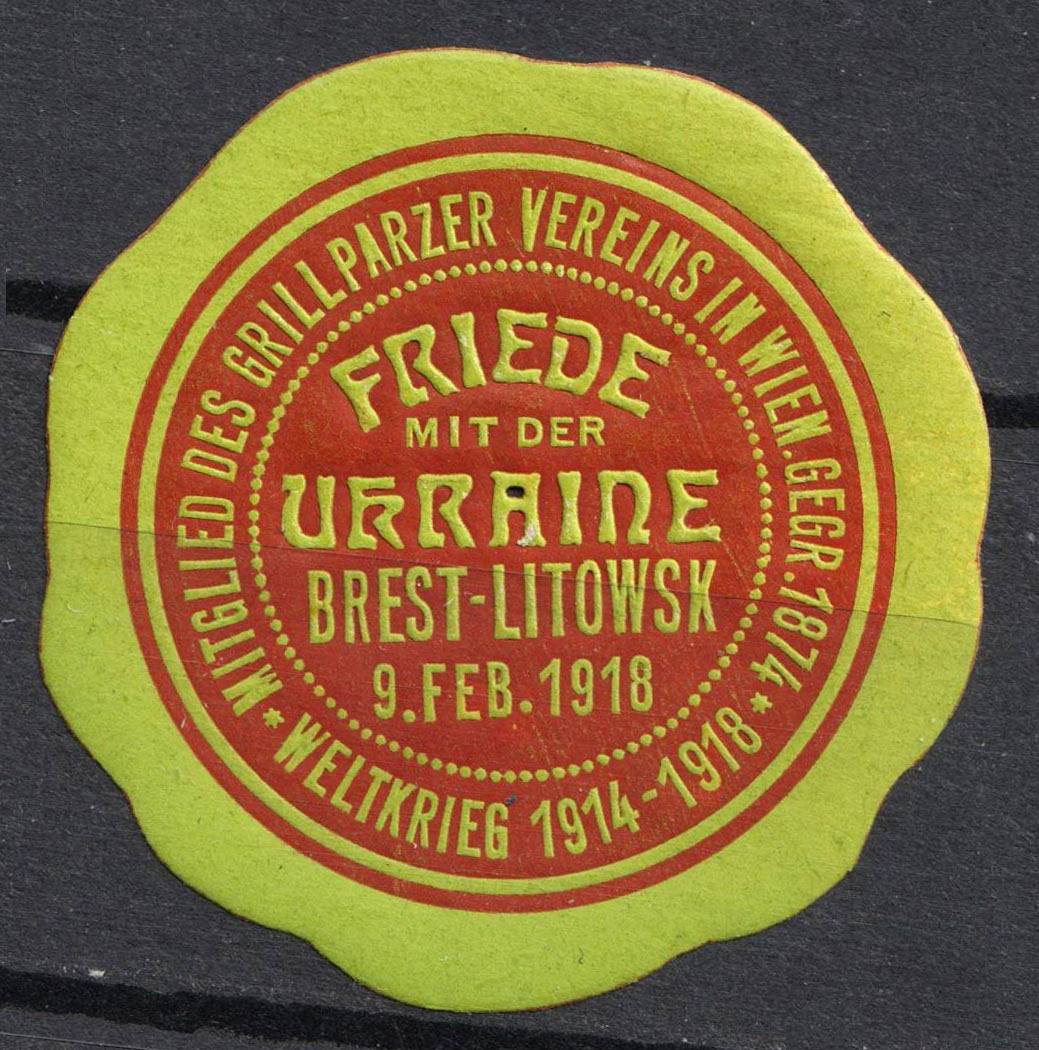 MITGLIED DES GRILLPARZER VEREINS IN WIEN. GEGR. 1874
FRIEDE
MIT DER
UKRAINE
BREST-LITOWSK
9. FEB. 1918
* WELTKRIEG 1914-1918 *